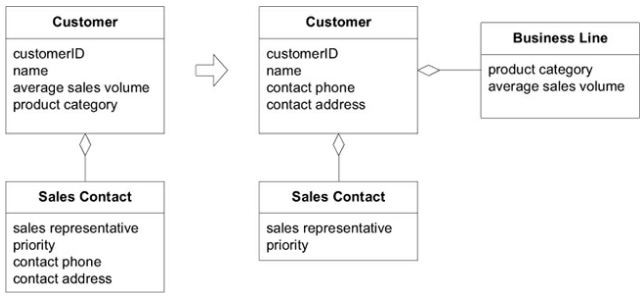 Customer
customerID
name
average sales volume
product category
Sales Contact
sales representative
priority
contact phone
contact address
Customer
customerID
name
contact phone
contact address
Business Line
product category
average sales volume
Sales Contact
sales representative
priority